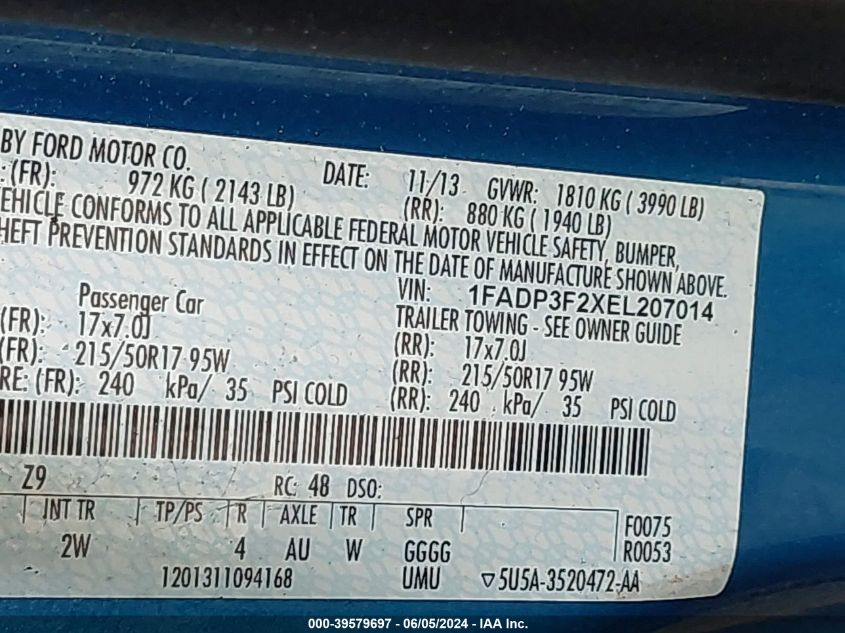 BY FORD MOTOR CO.
DATE: 11/13 GVWR: 1810 KG ( 3990 LB)
(FR): 972 KG ( 2143 LB) (RR): 880 KG ( 1940 LB)
VEHICLE CONFORMS TO ALL APPLICABLE FEDERAL MOTOR VEHICLE SAFETY, BUMPER,
HEFT PREVENTION STANDARDS IN EFFECT ON THE DATE OF MANUFACTURE SHOWN ABOVE.
VIN: 1FADP3F2XEL207014
Passenger Car TRAILER TOWING - SEE OWNER GUIDE
(FR): 17x7.0J (RR): 17x7.0J
(FR): 215/50R17 95W (RR): 215/50R17 95W
RE: (FR): 240 kPa/ 35 PSI COLD (RR): 240 kPa/ 35 PSI COLD
Z9 RC: 48 DSO:
INT TR TP/PS R AXLE TR SPR F0075
2W 4 AU W GGGG R0053
1201311094168 UMU ▽5U5A-3520472-AA
000-39579697 - 06/05/2024 - IAA Inc.